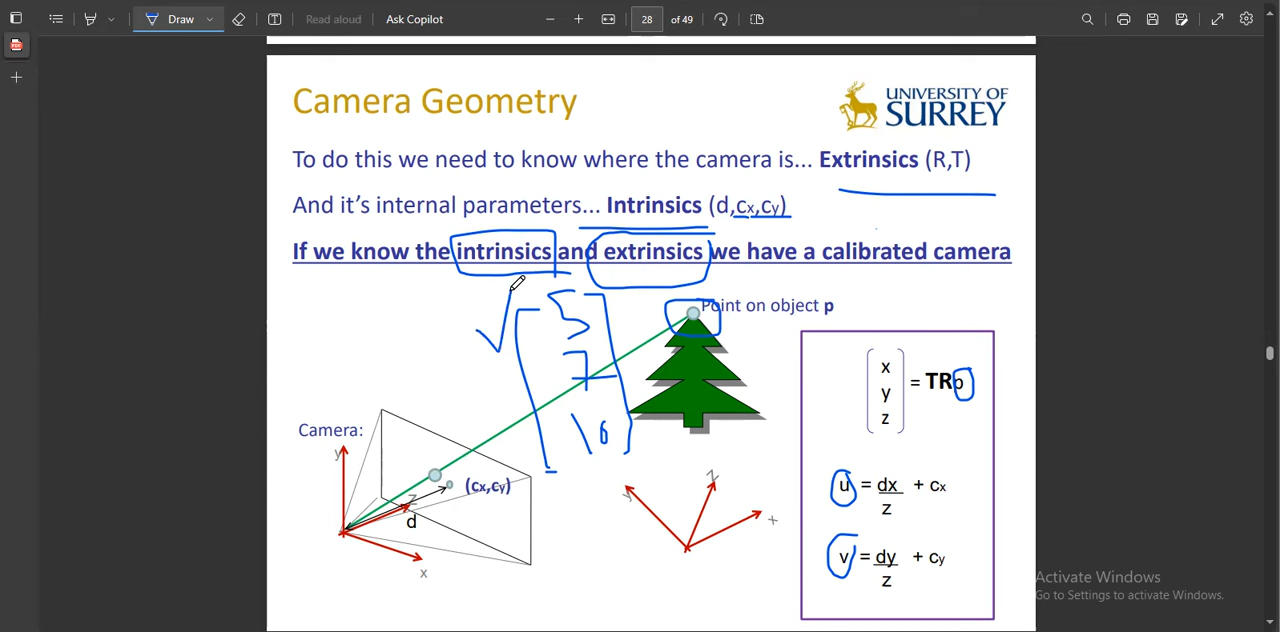 Draw
Read aloud
Ask Copilot
28
of 49
Camera Geometry
UNIVERSITY OF
SURREY
To do this we need to know where the camera is... Extrinsics (R,T)
And it's internal parameters... Intrinsics (d,cx,cy)
If we know the intrinsics and extrinsics we have a calibrated camera
Point on object p
5
7
10
x
y
z
= TRp
Camera:
y
z
(cx,cy)
d
x
y
z
x
u = dx + cx
z
v = dy + cy
z
Activate Windows
Go to Settings to activate Windows.